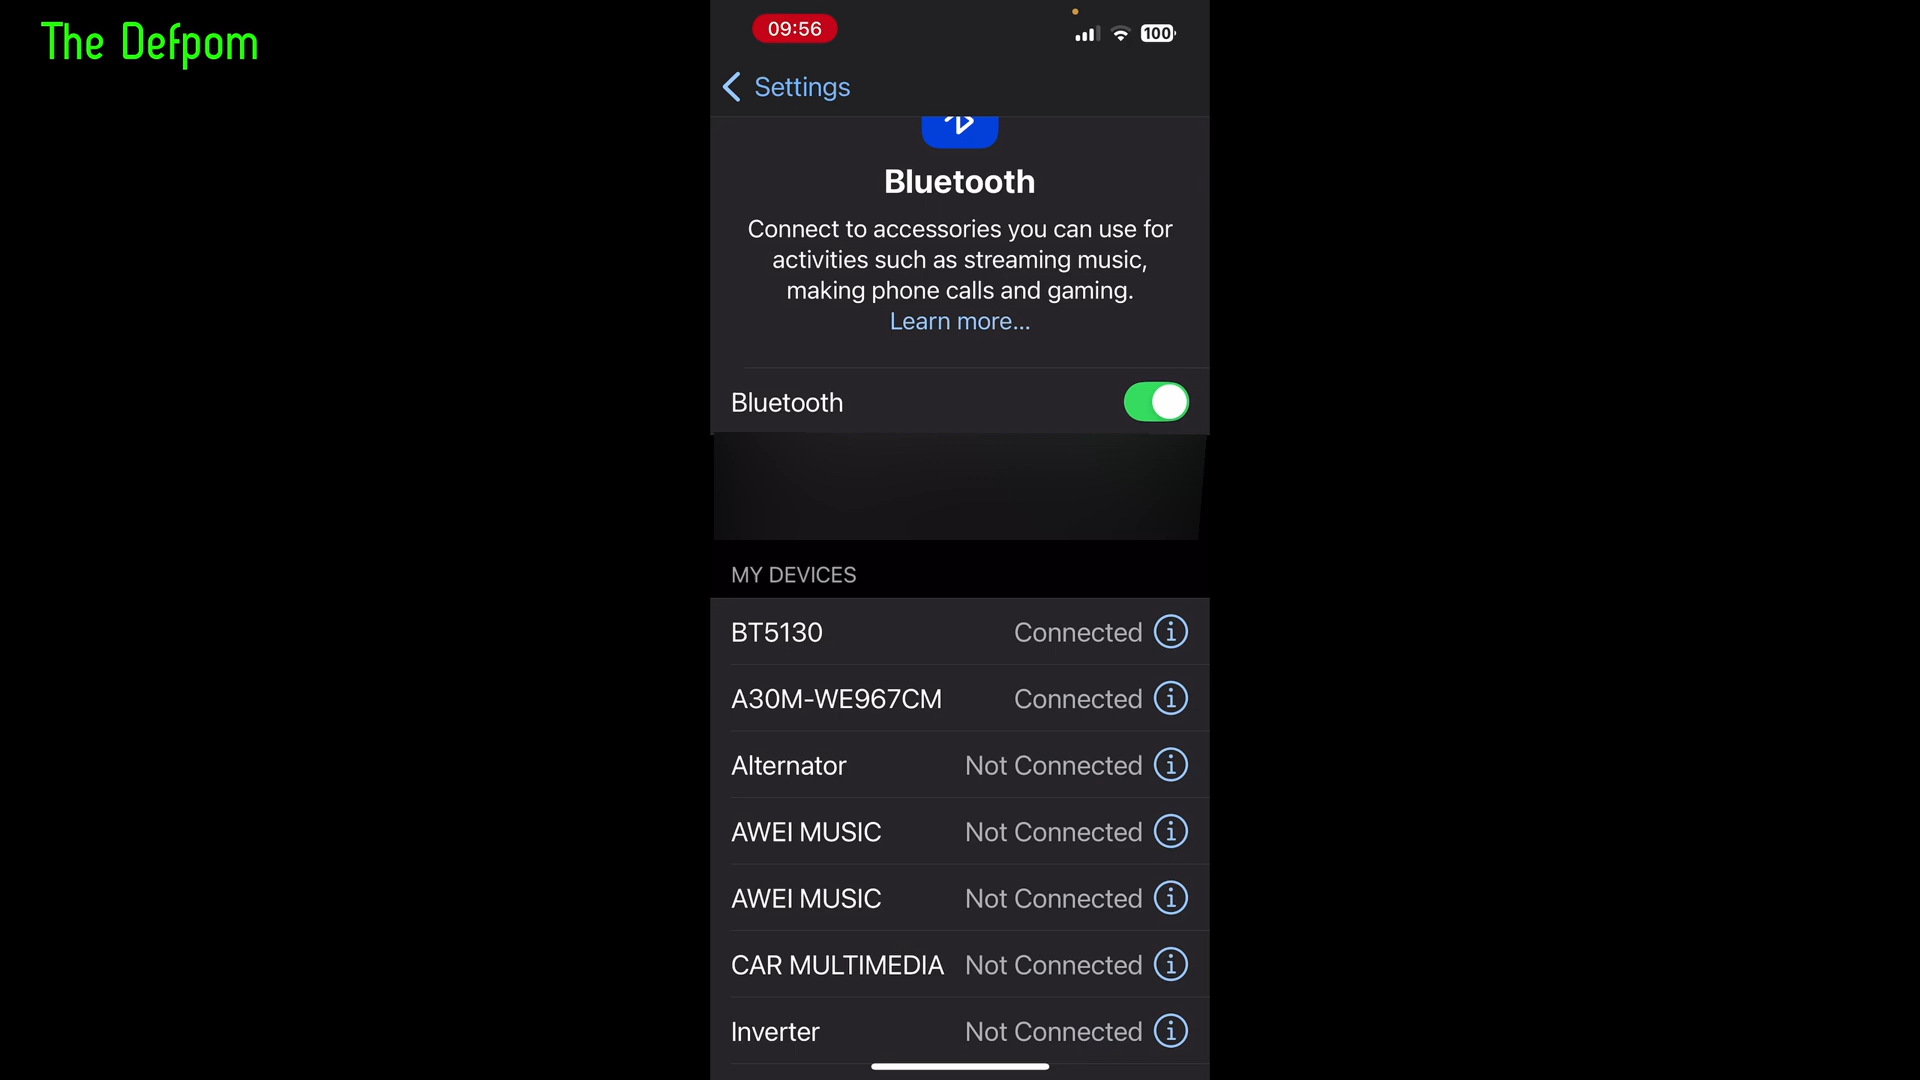 The Defpom
09:56
100
Settings
Bluetooth
Connect to accessories you can use for
activities such as streaming music,
making phone calls and gaming.
Learn more...
Bluetooth
MY DEVICES
BT5130 Connected
A30M-WE967CM Connected
Alternator Not Connected
AWEI MUSIC Not Connected
AWEI MUSIC Not Connected
CAR MULTIMEDIA Not Connected
Inverter Not Connected